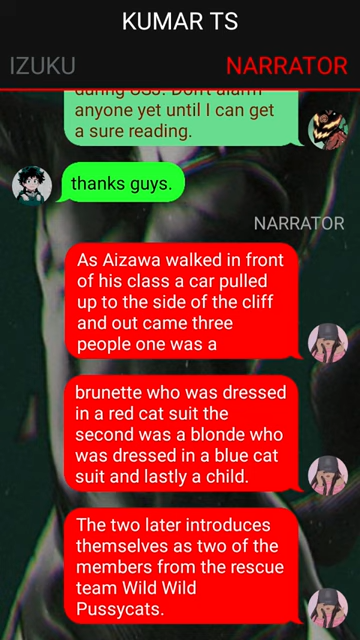 KUMAR TS
IZUKU
NARRATOR
during USJ. Don't alarm
anyone yet until I can get
a sure reading.
thanks guys.
NARRATOR
As Aizawa walked in front
of his class a car pulled
up to the side of the cliff
and out came three
people one was a
brunette who was dressed
in a red cat suit the
second was a blonde who
was dressed in a blue cat
suit and lastly a child.
The two later introduces
themselves as two of the
members from the rescue
team Wild Wild
Pussycats.